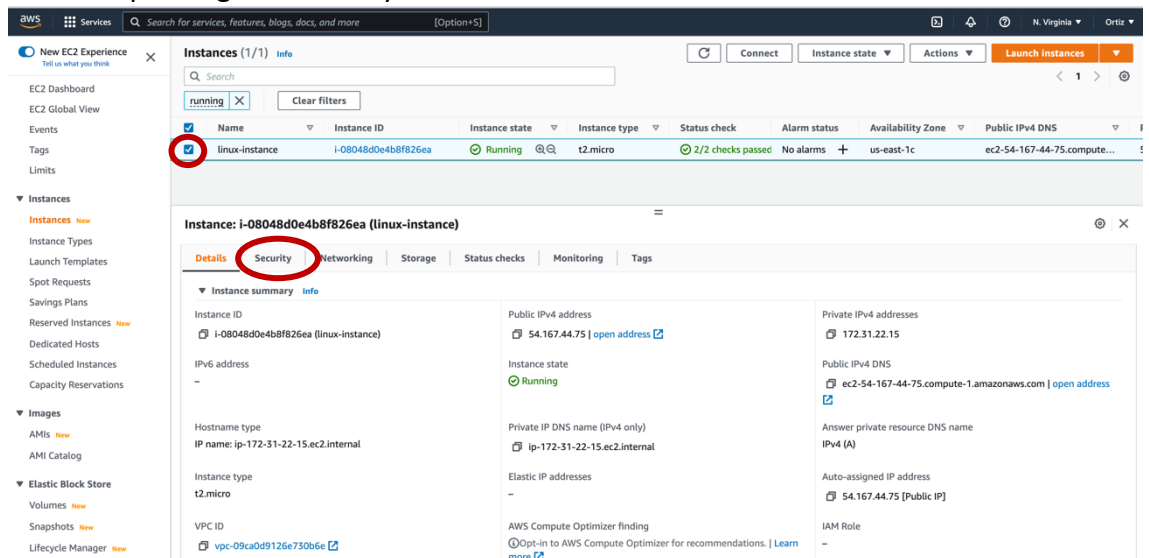 aws Services Search for services, features, blogs, docs, and more [Option+S] N. Virginia ▼ Ortiz ▼
New EC2 Experience
Tell us what you think
EC2 Dashboard
EC2 Global View
Events
Tags
Limits
Instances
Instances New
Instance Types
Launch Templates
Spot Requests
Savings Plans
Reserved Instances New
Dedicated Hosts
Scheduled Instances
Capacity Reservations
Images
AMIs New
AMI Catalog
Elastic Block Store
Volumes New
Snapshots New
Lifecycle Manager New
Instances (1/1) Info
Connect Instance state ▼ Actions ▼ Launch instances ▼
Search
1
running Clear filters
Name Instance ID Instance state Instance type Status check Alarm status Availability Zone Public IPv4 DNS
linux-instance i-08048d0e4b8f826ea Running t2.micro 2/2 checks passed No alarms + us-east-1c ec2-54-167-44-75.compute...
Instance: i-08048d0e4b8f826ea (linux-instance)
Details Security Networking Storage Status checks Monitoring Tags
Instance summary Info
Instance ID
i-08048d0e4b8f826ea (linux-instance)
Public IPv4 address
54.167.44.75 | open address
Private IPv4 addresses
172.31.22.15
IPv6 address
–
Instance state
Running
Public IPv4 DNS
ec2-54-167-44-75.compute-1.amazonaws.com | open address
Hostname type
IP name: ip-172-31-22-15.ec2.internal
Private IP DNS name (IPv4 only)
ip-172-31-22-15.ec2.internal
Answer private resource DNS name
IPv4 (A)
Instance type
t2.micro
Elastic IP addresses
–
Auto-assigned IP address
54.167.44.75 [Public IP]
VPC ID
vpc-09ca0d9126e730b6e
AWS Compute Optimizer finding
Opt-in to AWS Compute Optimizer for recommendations. | Learn
more
IAM Role
–